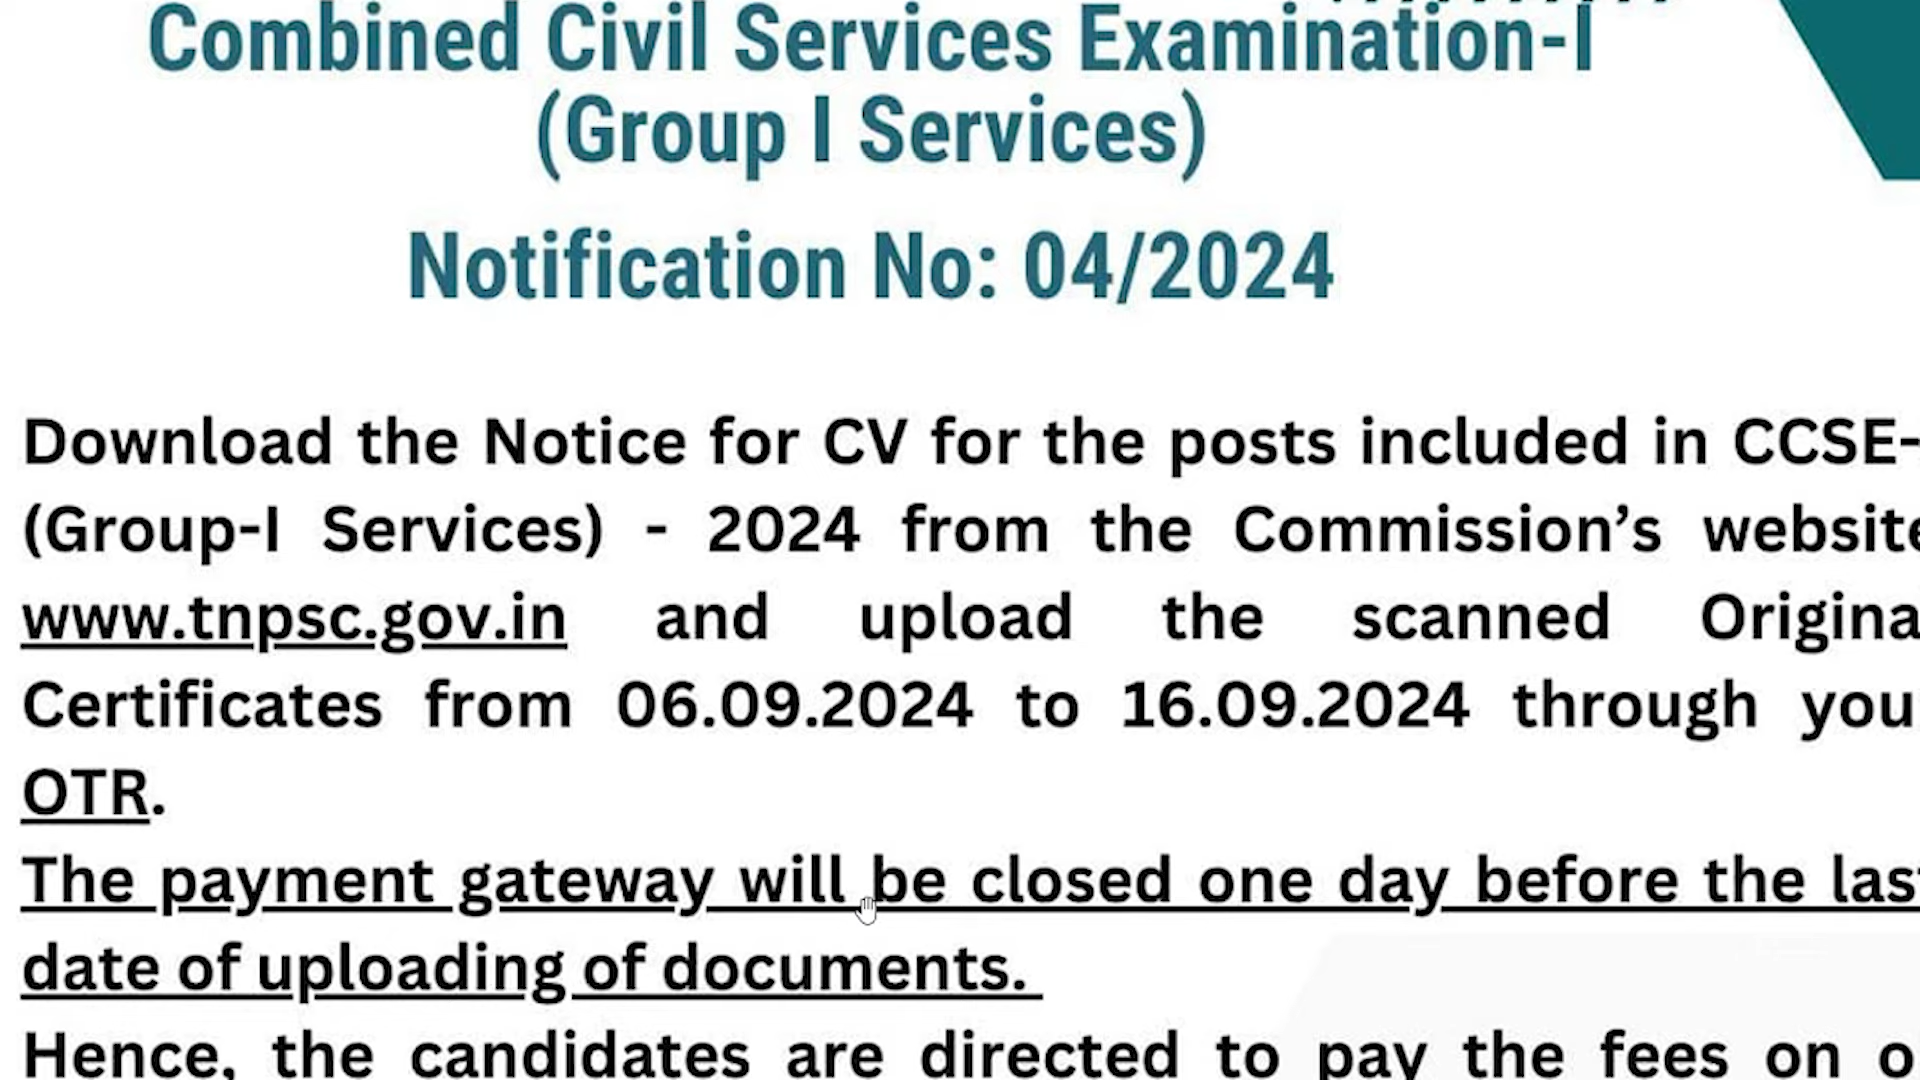 Combined Civil Services Examination-I
(Group I Services)
Notification No: 04/2024
Download the Notice for CV for the posts included in CCSE-
(Group-I Services) - 2024 from the Commission’s website
www.tnpsc.gov.in and upload the scanned Origina
Certificates from 06.09.2024 to 16.09.2024 through you
OTR.
The payment gateway will be closed one day before the last
date of uploading of documents.
Hence, the candidates are directed to pay the fees on o